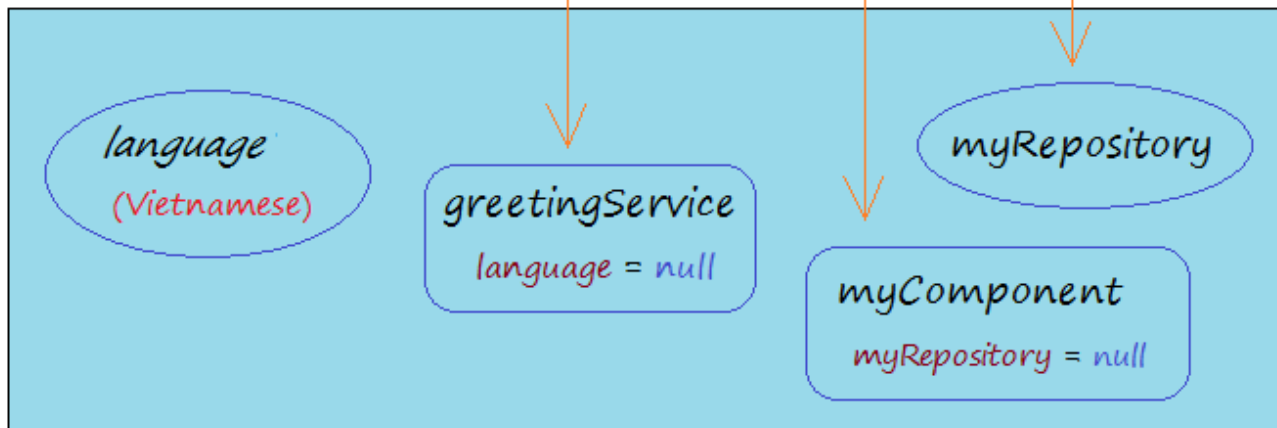 language
(Vietnamese)
greetingService
language = null
myRepository
myComponent
myRepository = null